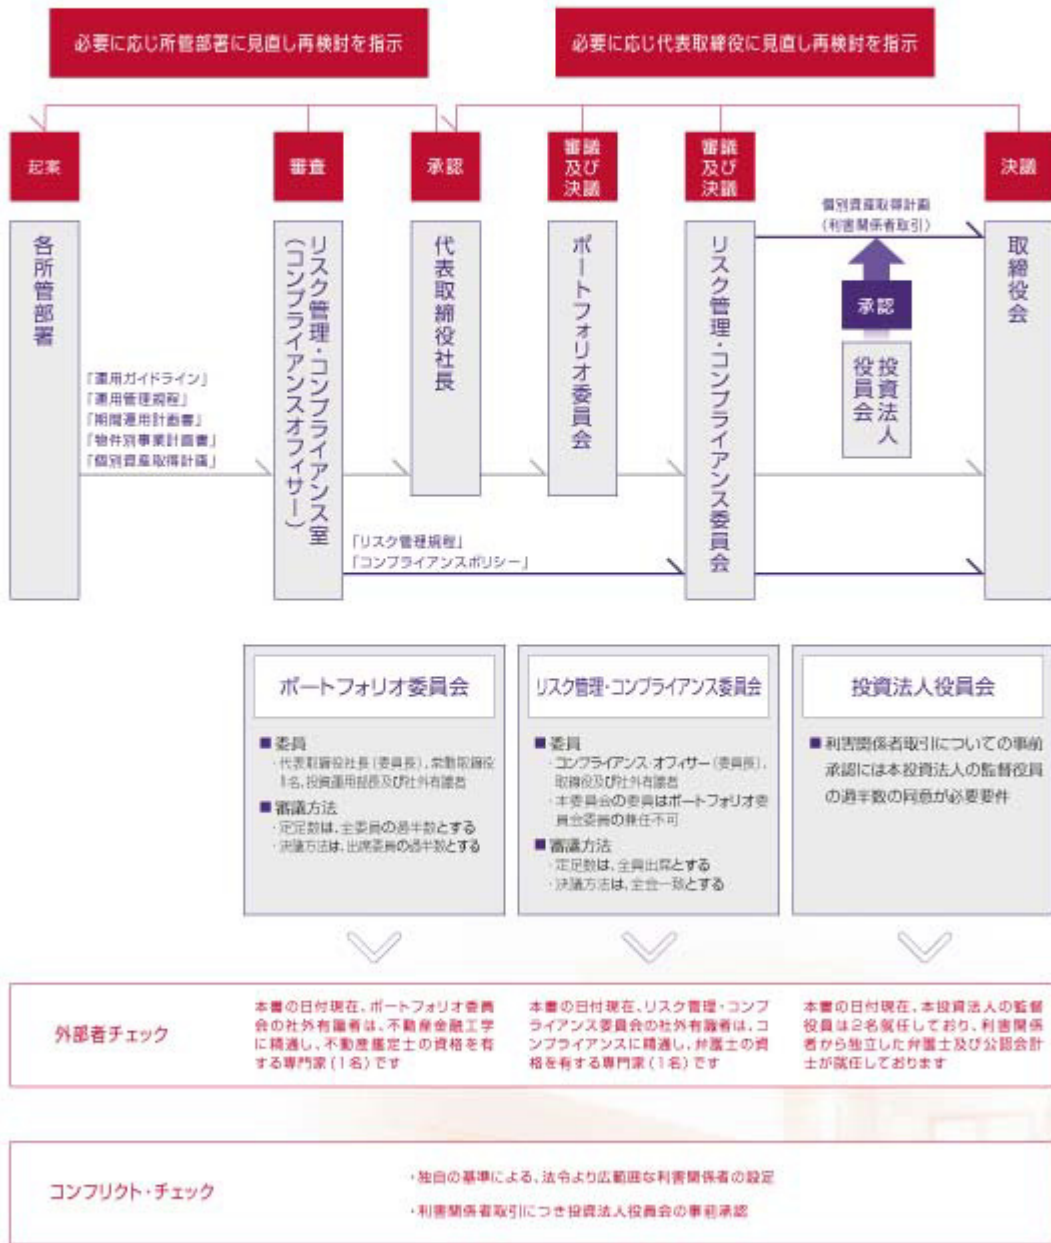 必要に応じ所管部署に見直し再検討を指示
必要に応じ代表取締役に見直し再検討を指示
起案
審査
承認
審議
及び
決議
審議
及び
決議
決議
各所管部署
「運用ガイドライン」
「運用管理規程」
「期間運用計画書」
「物件別事業計画書」
「個別資産取得計画」
リスク管理・コンプライアンス室
(コンプライアンスオフィサー)
代表取締役社長
「リスク管理規程」
「コンプライアンスポリシー」
ポートフォリオ委員会
リスク管理・コンプライアンス委員会
個別資産取得計画
(利害関係者取引)
承認
投資法人
役員会
取締役会
ポートフォリオ委員会
■委員
・代表取締役社長(委員長)、常勤取締役
1名、投資運用部長及び社外有識者
■審議方法
・定足数は、全委員の過半数とする
・決議方法は、出席委員の過半数とする
リスク管理・コンプライアンス委員会
■委員
・コンプライアンス・オフィサー(委員長)、
取締役及び社外有識者
・本委員会の委員はポートフォリオ委
員会委員の兼任不可
■審議方法
・定足数は、全員出席とする
・決議方法は、全会一致とする
投資法人役員会
■利害関係者取引についての事前
承認には本投資法人の監督役員
の過半数の同意が必要要件
外部者チェック
本書の日付現在、ポートフォリオ委員
会の社外有識者は、不動産金融工学
に精通し、不動産鑑定士の資格を有
する専門家(1名)です
本書の日付現在、リスク管理・コンプ
ライアンス委員会の社外有識者は、コ
ンプライアンスに精通し、弁護士の資
格を有する専門家(1名)です
本書の日付現在、本投資法人の監督
役員は2名就任しており、利害関係
者から独立した弁護士及び公認会計
士が就任しております
コンフリクト・チェック
・独自の基準による、法令より広範囲な利害関係者の設定
・利害関係者取引につき投資法人役員会の事前承認